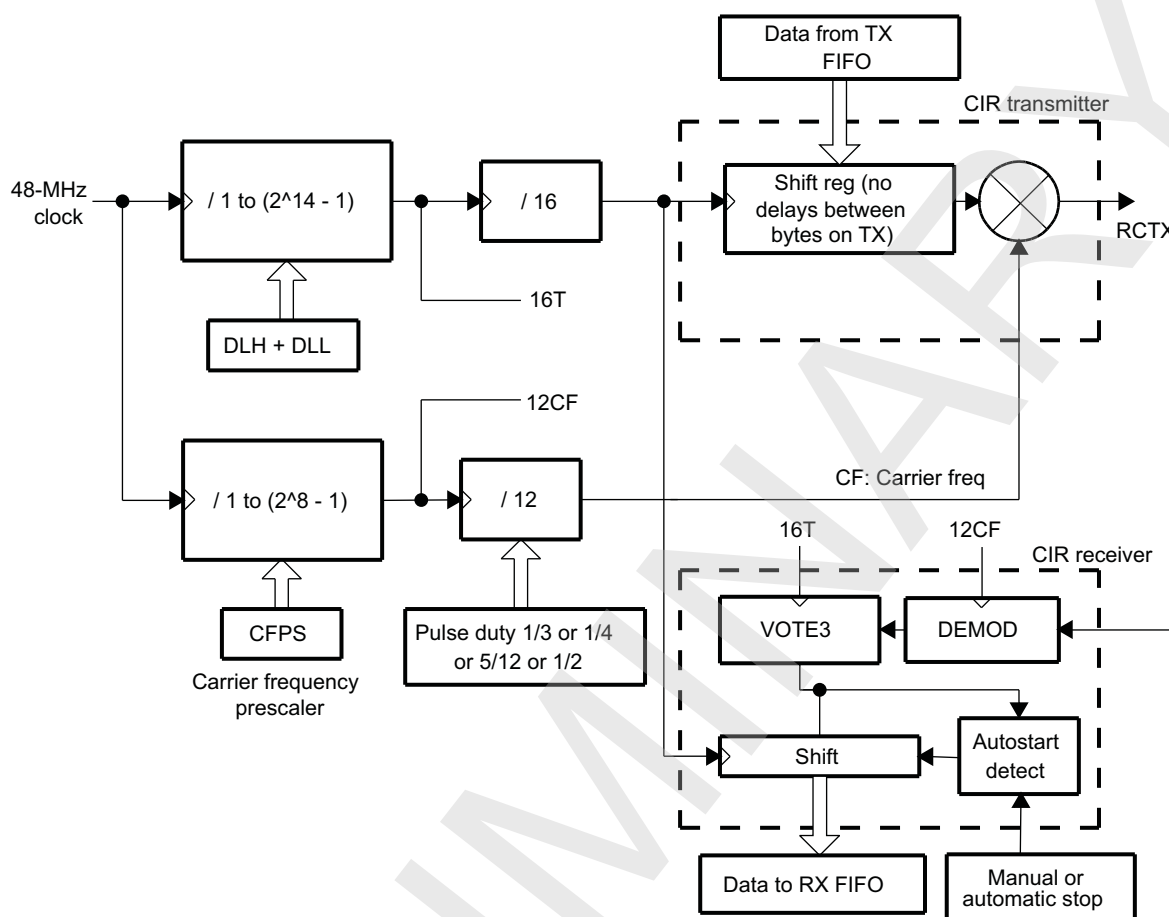 Data from TX
FIFO
CIR transmitter
48-MHz
clock
/ 1 to (2^14 - 1)
/ 16
Shift reg (no
delays between
bytes on TX)
RCTX
16T
DLH + DLL
12CF
/ 1 to (2^8 - 1)
/ 12
CF: Carrier freq
16T
12CF
CIR receiver
CFPS
Carrier frequency
prescaler
Pulse duty 1/3 or 1/4
or 5/12 or 1/2
VOTE3
DEMOD
Shift
Autostart
detect
Data to RX FIFO
Manual or
automatic stop
IMINARY